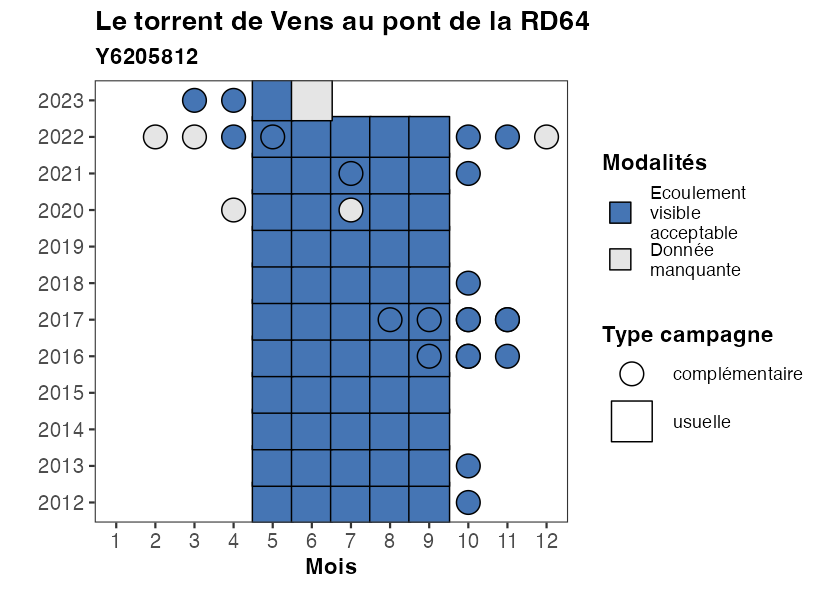 Le torrent de Vens au pont de la RD64
Y6205812
2023
2022
2021
2020
2019
2018
2017
2016
2015
2014
2013
2012
1 2 3 4 5 6 7 8 9 10 11 12
Mois
Modalités
Ecoulement
visible
acceptable
Donnée
manquante
Type campagne
complémentaire
usuelle